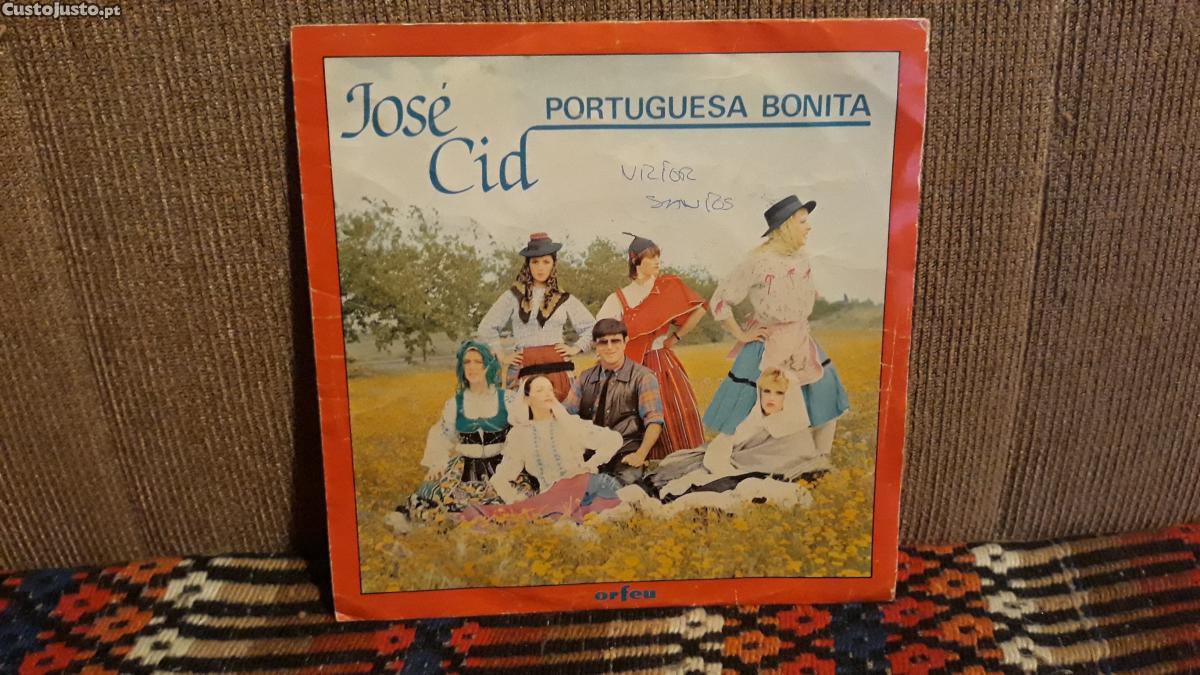 CustoJusto.pt
José
Cid
PORTUGUESA BONITA
VITOR
SANTOS
orfeu